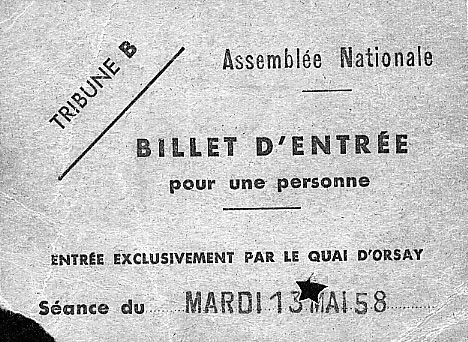 TRIBUNE B
Assemblée Nationale
BILLET D'ENTRÉE
pour une personne
ENTRÉE EXCLUSIVEMENT PAR LE QUAI D'ORSAY
Séance du MARDI 13 MAI 58